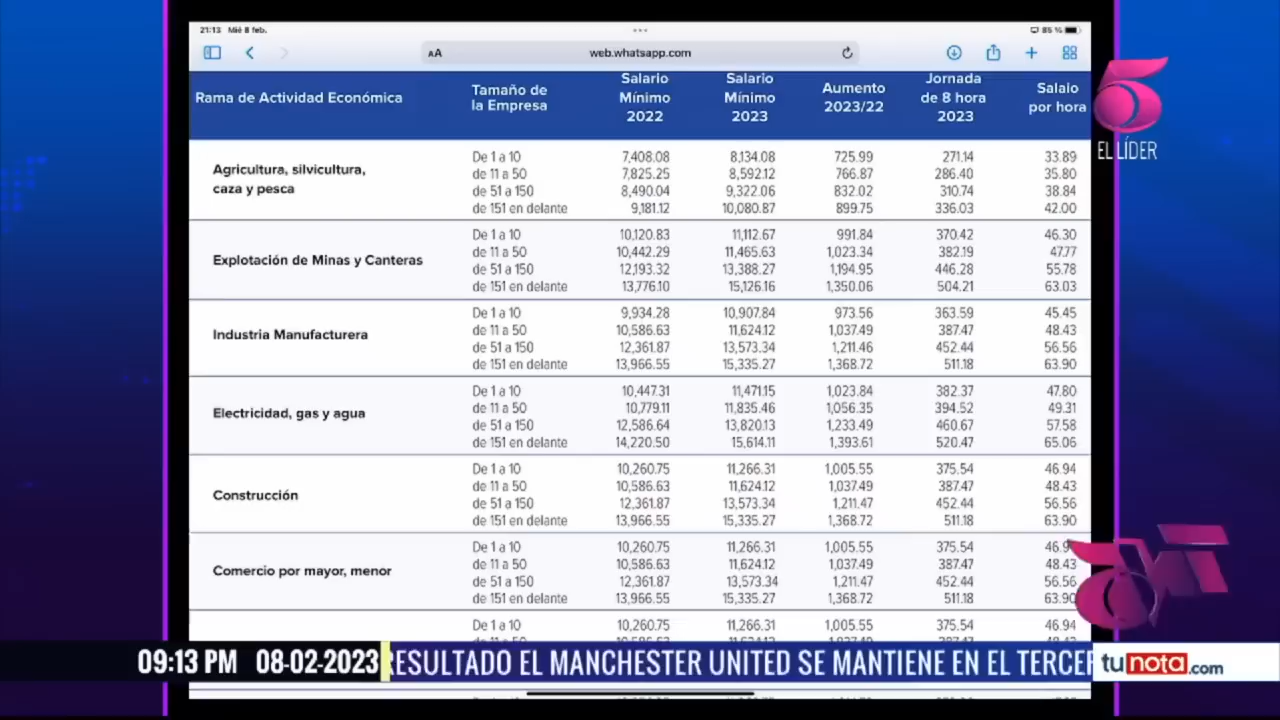 21:13 Mié 8 feb.
85 %
AA
web.whatsapp.com
Rama de Actividad Económica
Tamaño de
la Empresa
Salario
Mínimo
2022
Salario
Mínimo
2023
Aumento
2023/22
Jornada
de 8 hora
2023
Salaio
por hora
5
EL LÍDER
Agricultura, silvicultura,
caza y pesca
De 1 a 10 7,408.08 8,134.08 725.99 271.14 33.89
de 11 a 50 7,825.25 8,592.12 766.87 286.40 35.80
de 51 a 150 8,490.04 9,322.06 832.02 310.74 38.84
de 151 en delante 9,181.12 10,080.87 899.75 336.03 42.00
Explotación de Minas y Canteras
De 1 a 10 10,120.83 11,112.67 991.84 370.42 46.30
de 11 a 50 10,442.29 11,465.63 1,023.34 382.19 47.77
de 51 a 150 12,193.32 13,388.27 1,194.95 446.28 55.78
de 151 en delante 13,776.10 15,126.16 1,350.06 504.21 63.03
Industria Manufacturera
De 1 a 10 9,934.28 10,907.84 973.56 363.59 45.45
de 11 a 50 10,586.63 11,624.12 1,037.49 387.47 48.43
de 51 a 150 12,361.87 13,573.34 1,211.46 452.44 56.56
de 151 en delante 13,966.55 15,335.27 1,368.72 511.18 63.90
Electricidad, gas y agua
De 1 a 10 10,447.31 11,471.15 1,023.84 382.37 47.80
de 11 a 50 10,779.11 11,835.46 1,056.35 394.52 49.31
de 51 a 150 12,586.64 13,820.13 1,233.49 460.67 57.58
de 151 en delante 14,220.50 15,614.11 1,393.61 520.47 65.06
Construcción
De 1 a 10 10,260.75 11,266.31 1,005.55 375.54 46.94
de 11 a 50 10,586.63 11,624.12 1,037.49 387.47 48.43
de 51 a 150 12,361.87 13,573.34 1,211.47 452.44 56.56
de 151 en delante 13,966.55 15,335.27 1,368.72 511.18 63.90
Comercio por mayor, menor
De 1 a 10 10,260.75 11,266.31 1,005.55 375.54
de 11 a 50 10,586.63 11,624.12 1,037.49 387.47 48.43
de 51 a 150 12,361.87 13,573.34 1,211.47 452.44 56.56
de 151 en delante 13,966.55 15,335.27 1,368.72 511.18 63.90
De 1 a 10 10,260.75 11,266.31 1,005.55 375.54 46.94
09:13 PM 08-02-2023 RESULTADO EL MANCHESTER UNITED SE MANTIENE EN EL TERCER
tunota.com